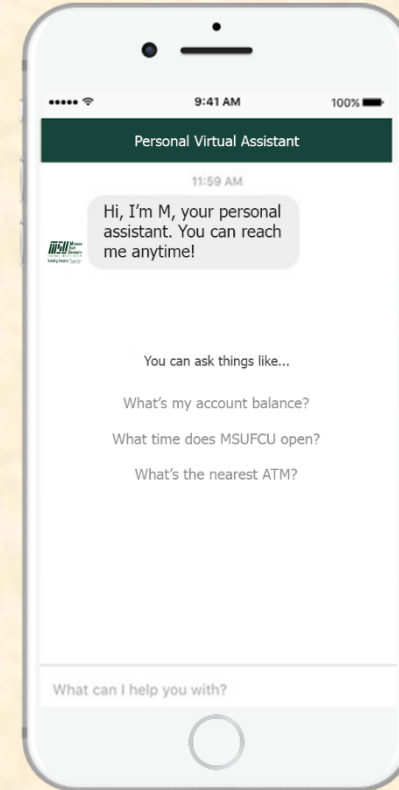 9:41 AM 100%
Personal Virtual Assistant
11:59 AM
Hi, I'm M, your personal
assistant. You can reach
me anytime!
MSU
You can ask things like...
What's my account balance?
What time does MSUFCU open?
What's the nearest ATM?
What can I help you with?